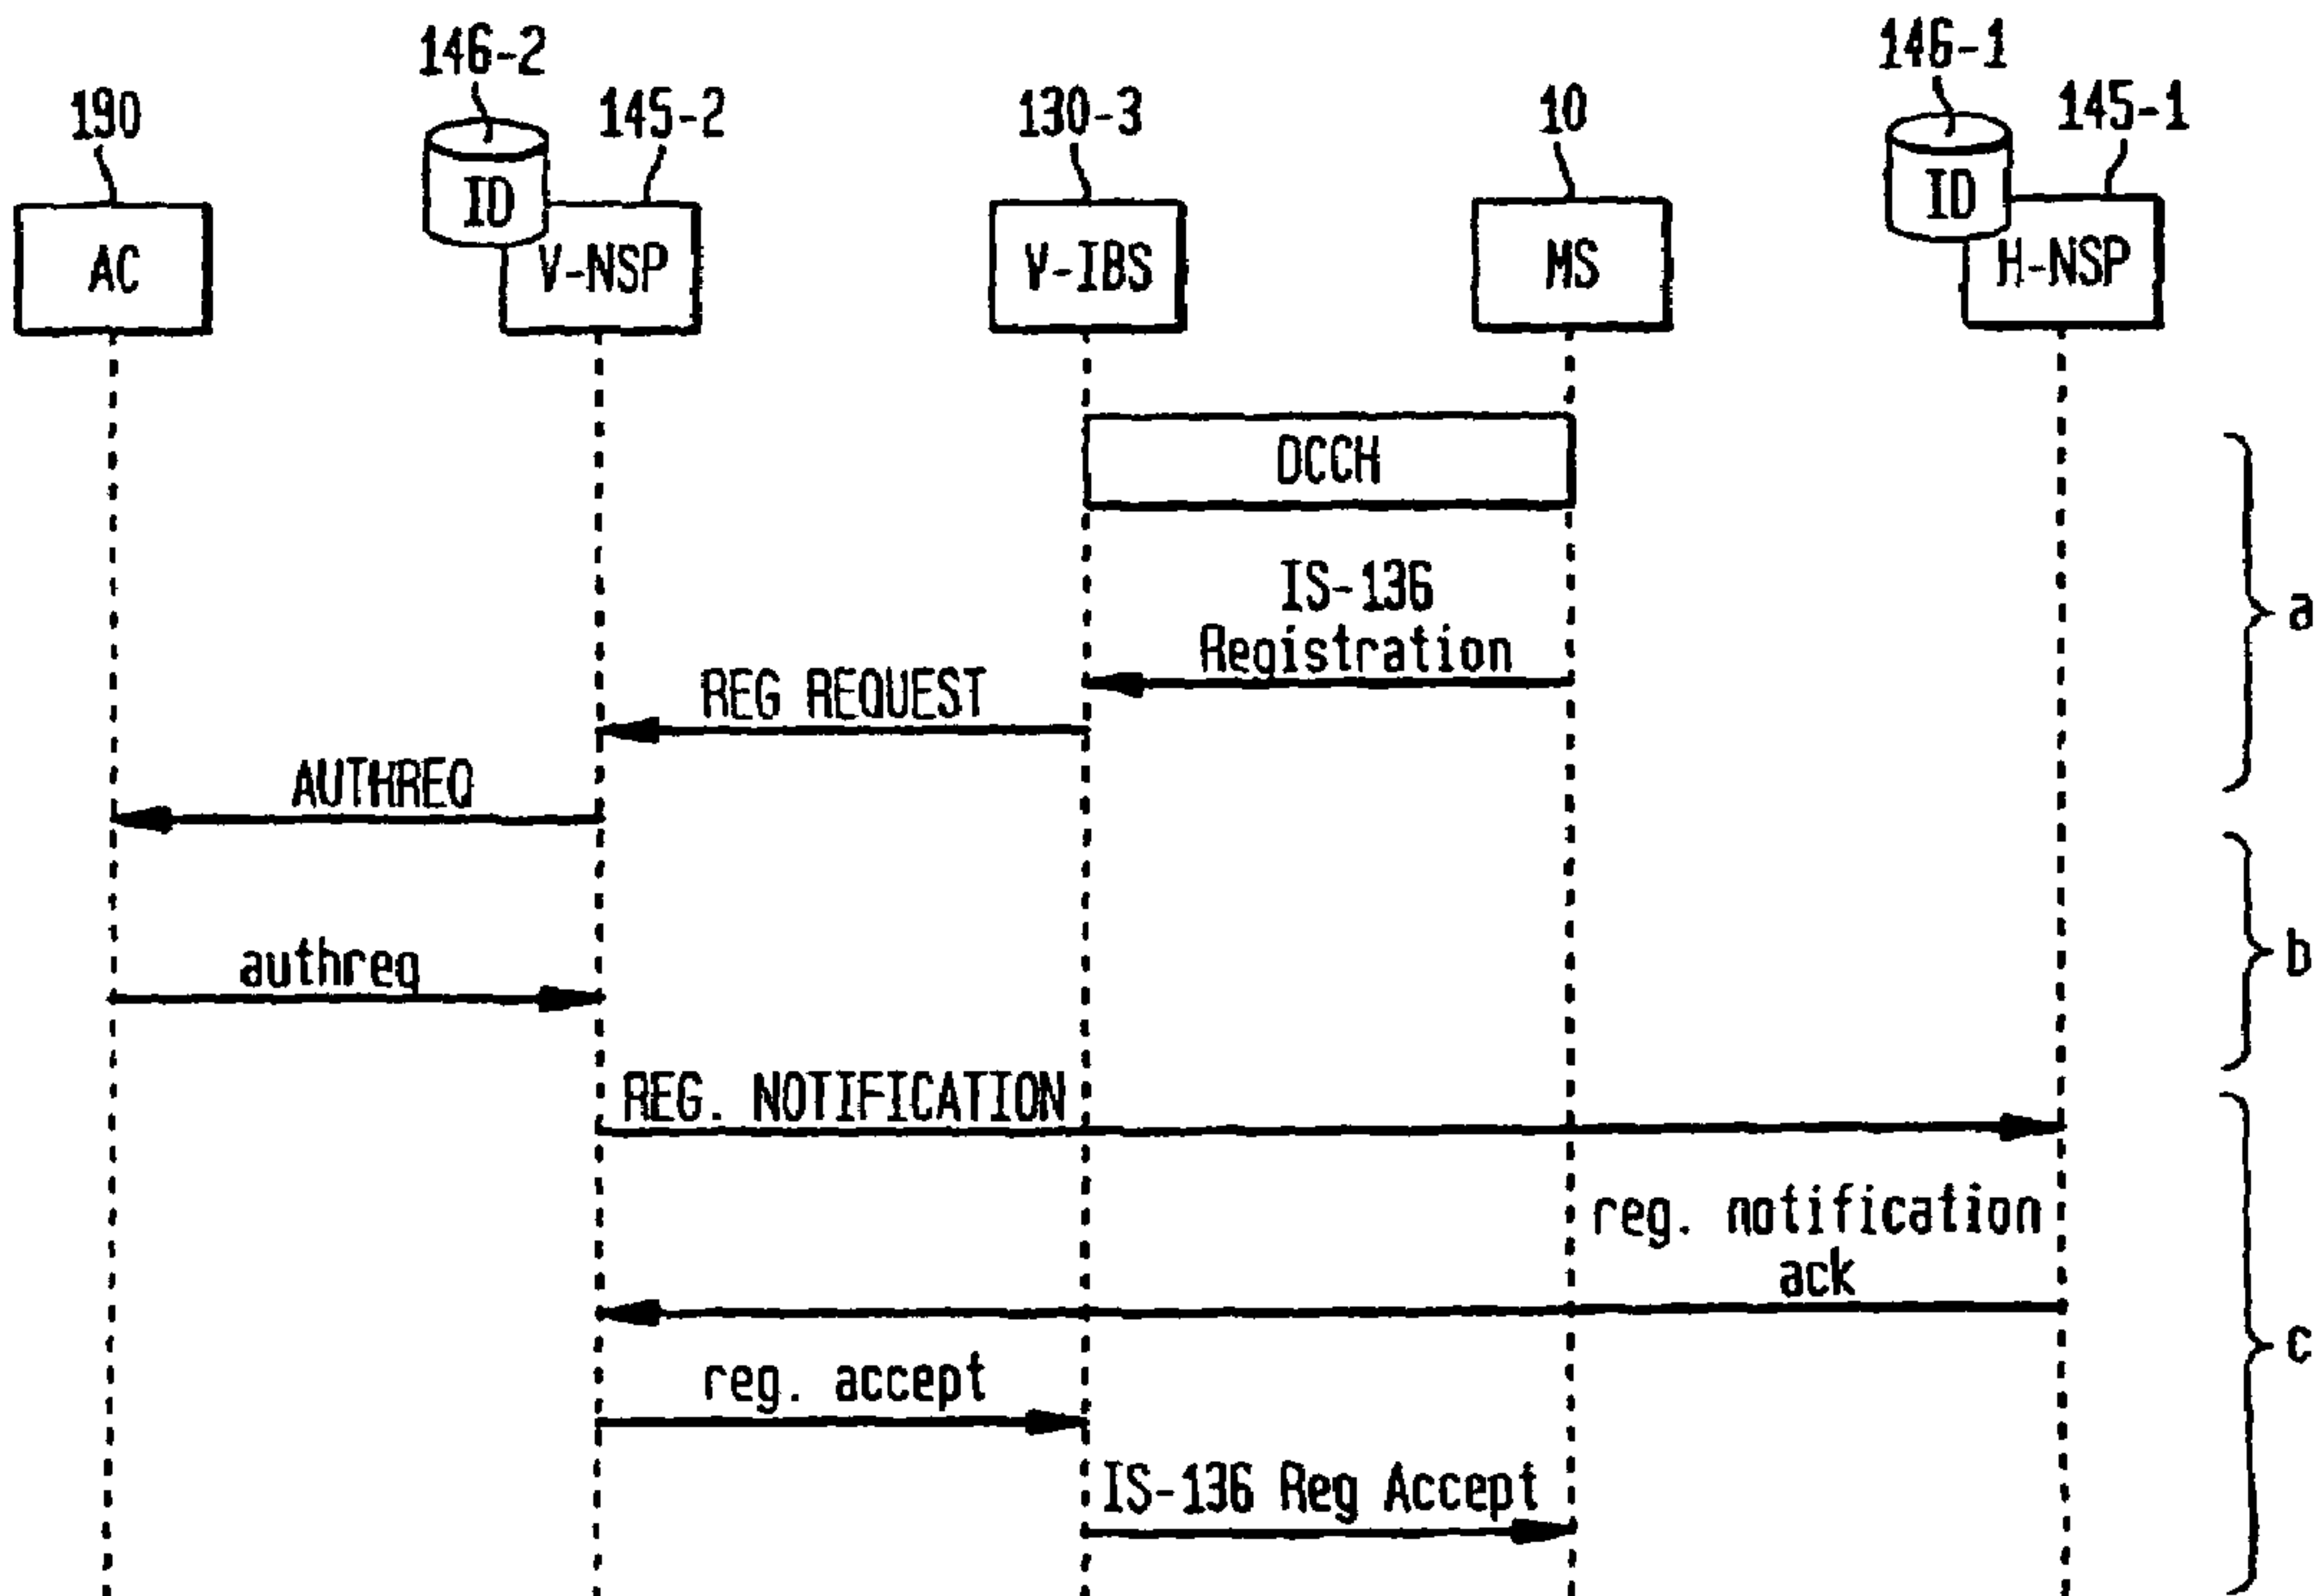 146-2
146-1
190
145-2
130-3
10
145-1
ID
ID
AC
V-NSP
V-IBS
MS
H-NSP
DCCH
a
IS-136
Registration
REG REQUEST
AUTHREQ
b
authreq
REG. NOTIFICATION
reg. notification
ack
c
reg. accept
IS-136 Reg Accept